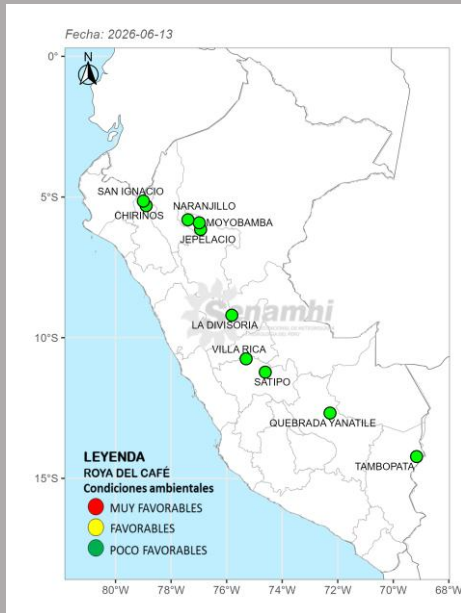 Fecha: 2026-06-13
N
0°
5°S
10°S
15°S
SAN IGNACIO
CHIRINOS
NARANJILLO
MOYOBAMBA
JEPELACIO
Senamhi
LA DIVISORIA
VILLA RICA
SATIPO
QUEBRADA YANATILE
TAMBOPATA
LEYENDA
ROYA DEL CAFÉ
Condiciones ambientales
MUY FAVORABLES
FAVORABLES
POCO FAVORABLES
80°W 78°W 76°W 74°W 72°W 70°W 68°W